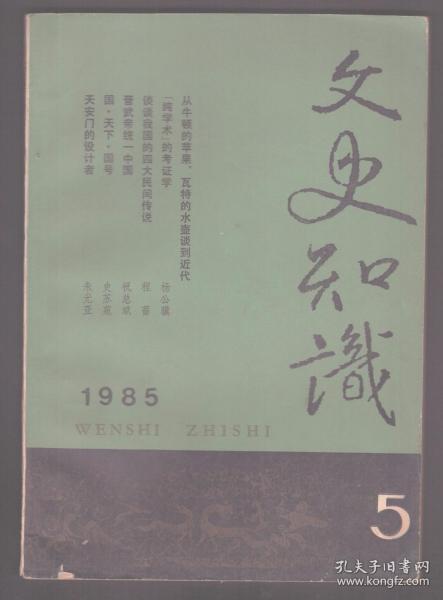 文史知識
从牛顿的苹果、瓦特的水壶谈到近代
「纯学术」的考证学 杨公骥
谈谈我国的四大民间传说 程蔷
晋武帝统一中国 祝总斌
国·天下·国号 史苏苑
天安门的设计者 朱光亚
1985
WENSHI ZHISHI
5
孔夫子旧书网
www.kongfz.com